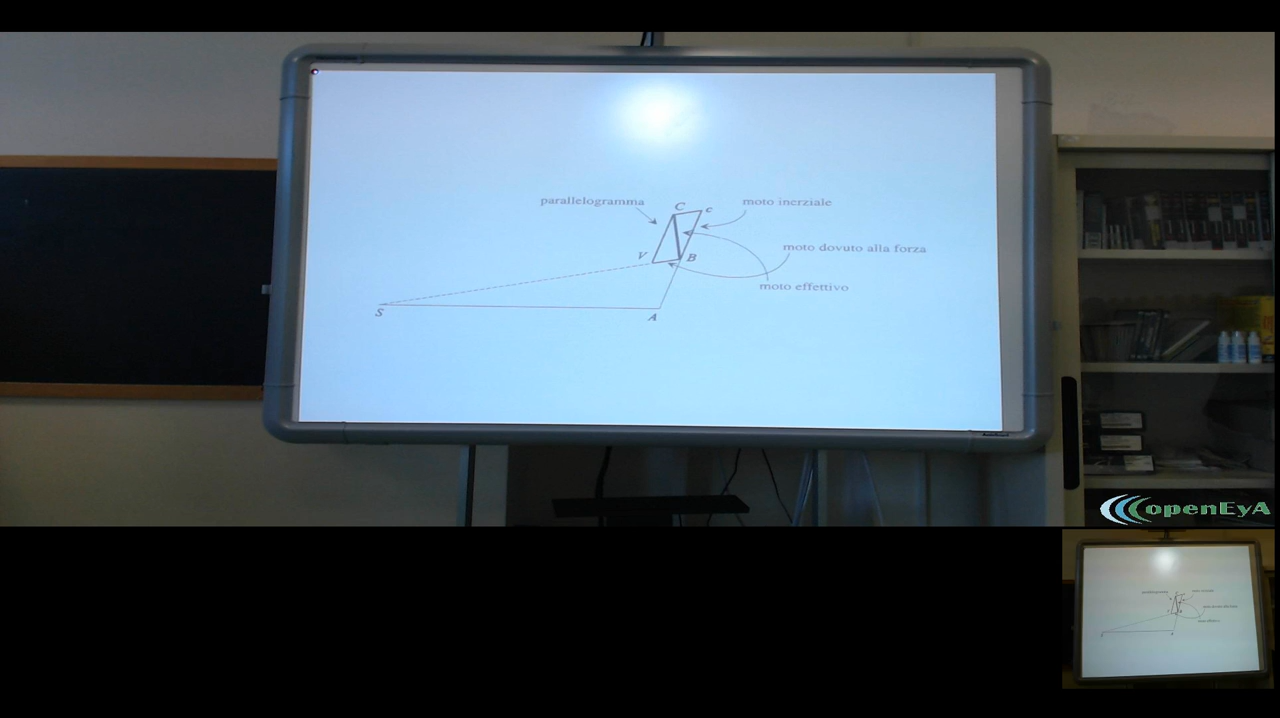 parallelogramma
C
c
moto inerziale
moto dovuto alla forza
V
B
moto effettivo
S
A
openEyA